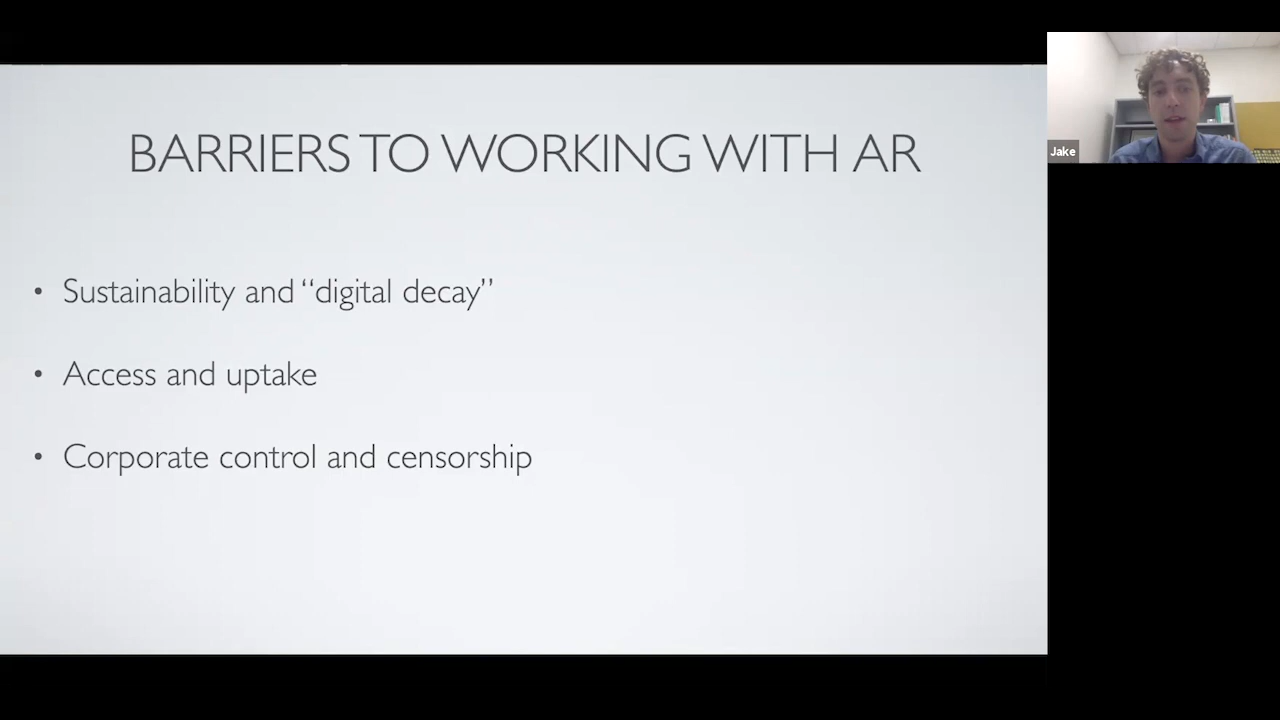 BARRIERS TO WORKING WITH AR
• Sustainability and “digital decay”
• Access and uptake
• Corporate control and censorship
Jake